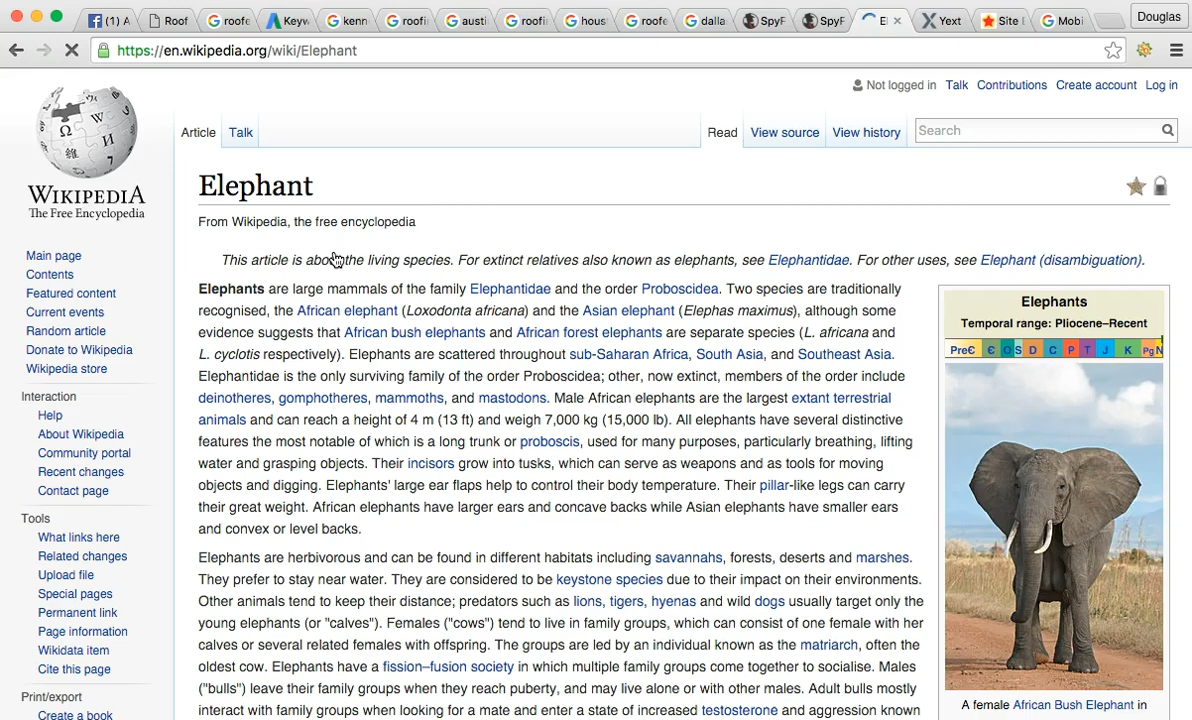 (1) A
Roof
roofe
Keyw
kenn
roofi
austi
roofi
hous
roofe
dalla
SpyF
SpyF
El
Yext
Site
Mobi
Douglas
https://en.wikipedia.org/wiki/Elephant
Not logged in Talk Contributions Create account Log in
Article Talk Read View source View history Search
WIKIPEDIA
The Free Encyclopedia
Main page
Contents
Featured content
Current events
Random article
Donate to Wikipedia
Wikipedia store
Interaction
Help
About Wikipedia
Community portal
Recent changes
Contact page
Tools
What links here
Related changes
Upload file
Special pages
Permanent link
Page information
Wikidata item
Cite this page
Print/export
Create a book
Elephant
From Wikipedia, the free encyclopedia
This article is about the living species. For extinct relatives also known as elephants, see Elephantidae. For other uses, see Elephant (disambiguation).
Elephants are large mammals of the family Elephantidae and the order Proboscidea. Two species are traditionally
recognised, the African elephant (Loxodonta africana) and the Asian elephant (Elephas maximus), although some
evidence suggests that African bush elephants and African forest elephants are separate species (L. africana and
L. cyclotis respectively). Elephants are scattered throughout sub-Saharan Africa, South Asia, and Southeast Asia.
Elephantidae is the only surviving family of the order Proboscidea; other, now extinct, members of the order include
deinotheres, gomphotheres, mammoths, and mastodons. Male African elephants are the largest extant terrestrial
animals and can reach a height of 4 m (13 ft) and weigh 7,000 kg (15,000 lb). All elephants have several distinctive
features the most notable of which is a long trunk or proboscis, used for many purposes, particularly breathing, lifting
water and grasping objects. Their incisors grow into tusks, which can serve as weapons and as tools for moving
objects and digging. Elephants' large ear flaps help to control their body temperature. Their pillar-like legs can carry
their great weight. African elephants have larger ears and concave backs while Asian elephants have smaller ears
and convex or level backs.
Elephants are herbivorous and can be found in different habitats including savannahs, forests, deserts and marshes.
They prefer to stay near water. They are considered to be keystone species due to their impact on their environments.
Other animals tend to keep their distance; predators such as lions, tigers, hyenas and wild dogs usually target only the
young elephants (or "calves"). Females ("cows") tend to live in family groups, which can consist of one female with her
calves or several related females with offspring. The groups are led by an individual known as the matriarch, often the
oldest cow. Elephants have a fission–fusion society in which multiple family groups come together to socialise. Males
("bulls") leave their family groups when they reach puberty, and may live alone or with other males. Adult bulls mostly
interact with family groups when looking for a mate and enter a state of increased testosterone and aggression known
Elephants
Temporal range: Pliocene–Recent
PreЄ Є O S D C P T J K Pg N
A female African Bush Elephant in